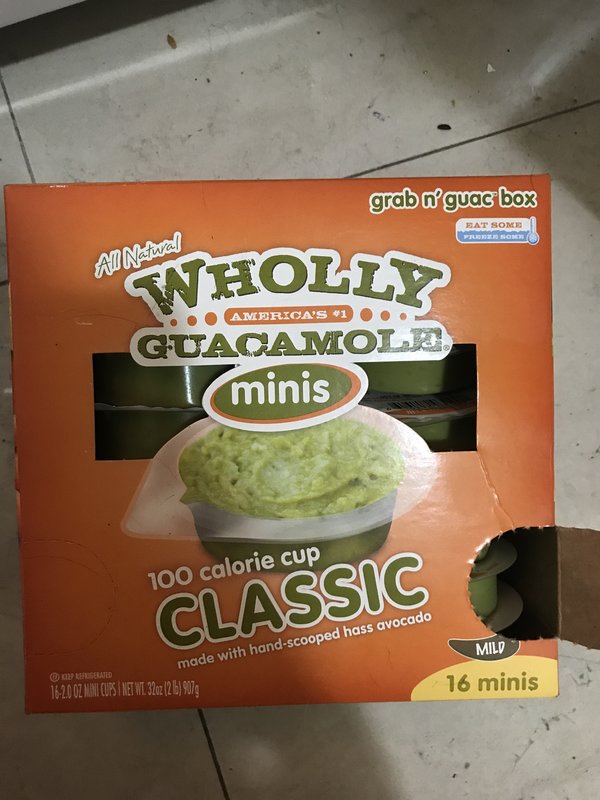 grab n' guac™ box
EAT SOME
FREEZE SOME
All Natural
WHOLLY
AMERICA'S #1
GUACAMOLE®
minis
100 calorie cup
CLASSIC
made with hand-scooped hass avocado
MILD
KEEP REFRIGERATED
16-2.0 OZ MINI CUPS | NET WT. 32oz (2 lb) 907g
16 minis